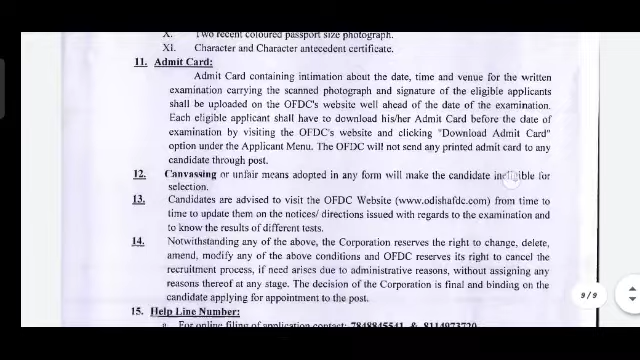 X. Two recent coloured passport size photograph.
XI. Character and Character antecedent certificate.
11. Admit Card:
Admit Card containing intimation about the date, time and venue for the written
examination carrying the scanned photograph and signature of the eligible applicants
shall be uploaded on the OFDC's website well ahead of the date of the examination.
Each eligible applicant shall have to download his/her Admit Card before the date of
examination by visiting the OFDC's website and clicking "Download Admit Card"
option under the Applicant Menu. The OFDC will not send any printed admit card to any
candidate through post.
12. Canvassing or unfair means adopted in any form will make the candidate ineligible for
selection.
13. Candidates are advised to visit the OFDC Website (www.odishafdc.com) from time to
time to update them on the notices/ directions issued with regards to the examination and
to know the results of different tests.
14. Notwithstanding any of the above, the Corporation reserves the right to change, delete,
amend, modify any of the above conditions and OFDC reserves its right to cancel the
recruitment process, if need arises due to administrative reasons, without assigning any
reasons thereof at any stage. The decision of the Corporation is final and binding on the
candidate applying for appointment to the post.
9/9
15. Help Line Number:
a. For online filing of application contact: 7848845541 & 8114973720